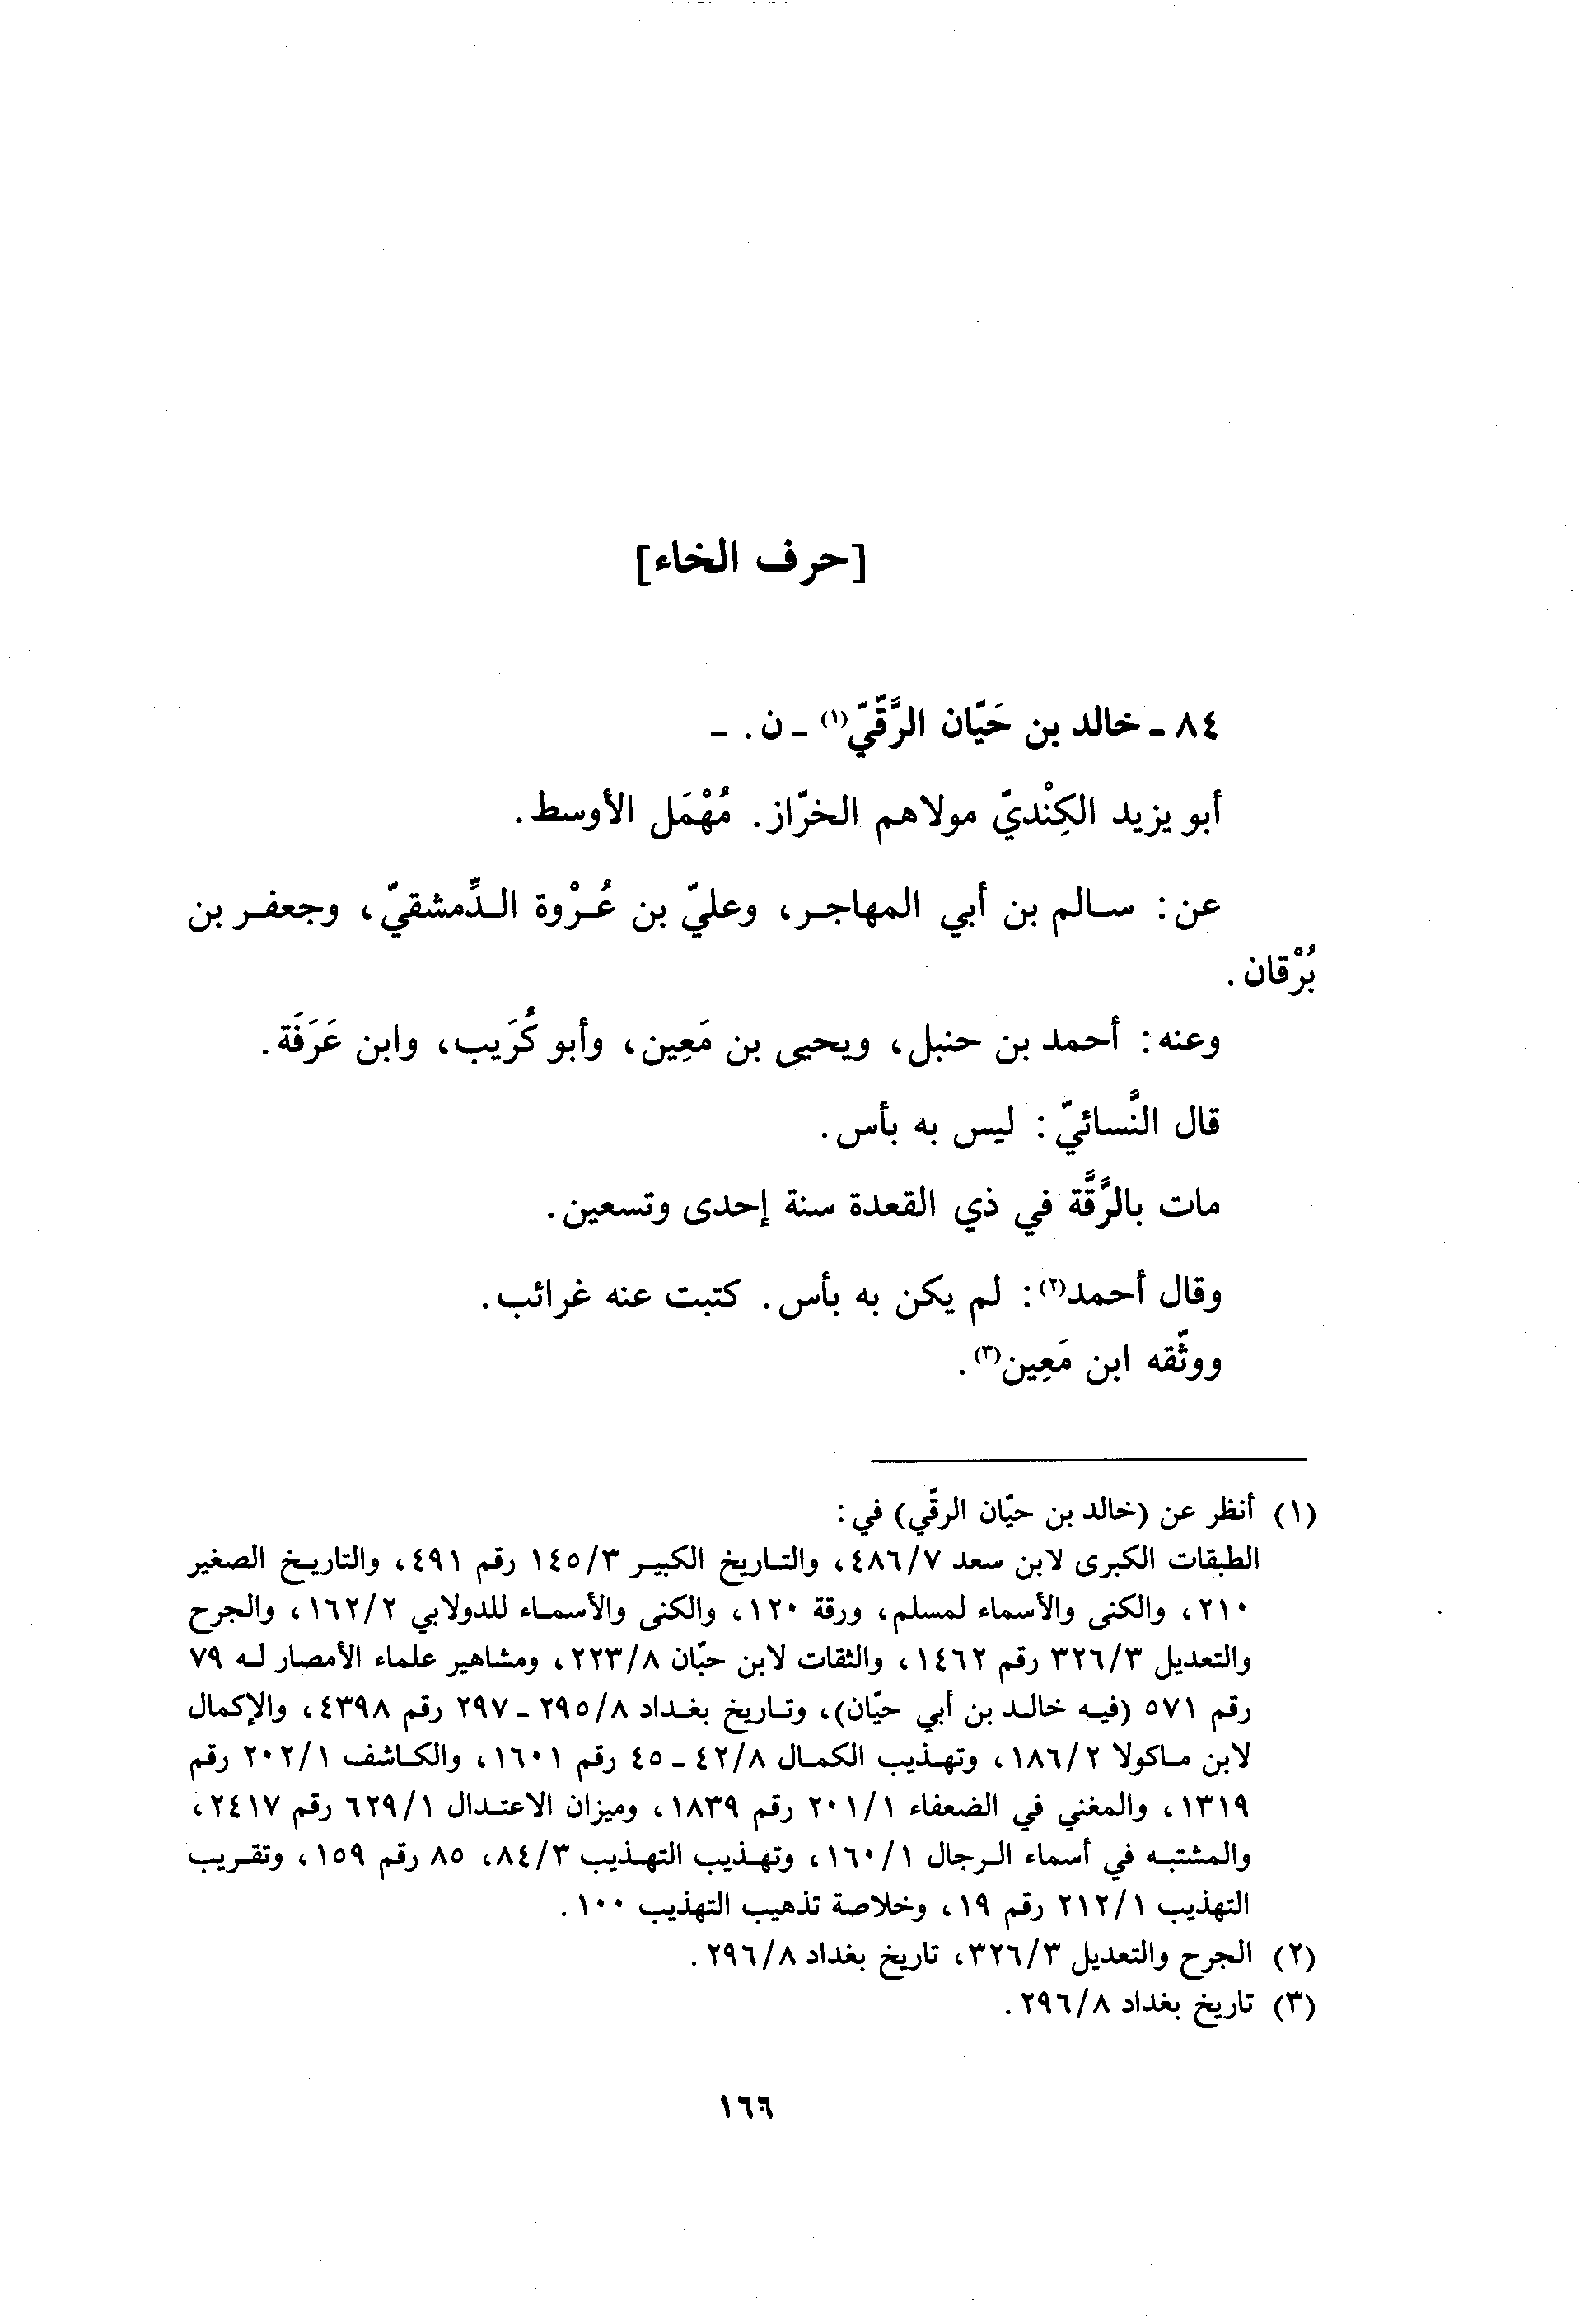 [حرف الخاء]
٨٤ - خالد بن حَيّان الرَّقّيّ(١) - ن. -
أبو يزيد الكِنْديّ مولاهم الخرّاز. مُهْمَل الأوسط.
عن: سالم بن أبي المهاجر، وعليّ بن عُرْوة الدِّمشقيّ، وجعفر بن
بُرْقان.
وعنه: أحمد بن حنبل، ويحيى بن مَعِين، وأبو كُرَيب، وابن عَرَفَة.
قال النَّسائيّ: ليس به بأس.
مات بالرَّقَّة في ذي القعدة سنة إحدى وتسعين.
وقال أحمد(٢): لم يكن به بأس. كتبت عنه غرائب.
ووثّقه ابن مَعِين(٣).
(١) أنظر عن (خالد بن حيّان الرقّي) في:
الطبقات الكبرى لابن سعد ٤٨٦/٧، والتاريخ الكبير ١٤٥/٣ رقم ٤٩١، والتاريخ الصغير
٢١٠، والكنى والأسماء لمسلم، ورقة ١٢٠، والكنى والأسماء للدولابي ١٦٢/٢، والجرح
والتعديل ٣٢٦/٣ رقم ١٤٦٢، والثقات لابن حبّان ٢٢٣/٨، ومشاهير علماء الأمصار له ٧٩
رقم ٥٧١ (فيه خالد بن أبي حيّان)، وتاريخ بغداد ٢٩٥/٨ - ٢٩٧ رقم ٤٣٩٨، والإكمال
لابن ماكولا ١٨٦/٢، وتهذيب الكمال ٤٢/٨ - ٤٥ رقم ١٦٠١، والكاشف ٢٠٢/١ رقم
١٣١٩، والمغني في الضعفاء ٢٠١/١ رقم ١٨٣٩، وميزان الاعتدال ٦٢٩/١ رقم ٢٤١٧،
والمشتبه في أسماء الرجال ١٦٠/١، وتهذيب التهذيب ٨٤/٣، ٨٥ رقم ١٥٩، وتقريب
التهذيب ٢١٢/١ رقم ١٩، وخلاصة تذهيب التهذيب ١٠٠.
(٢) الجرح والتعديل ٣٢٦/٣، تاريخ بغداد ٢٩٦/٨.
(٣) تاريخ بغداد ٢٩٦/٨.
١٦٦